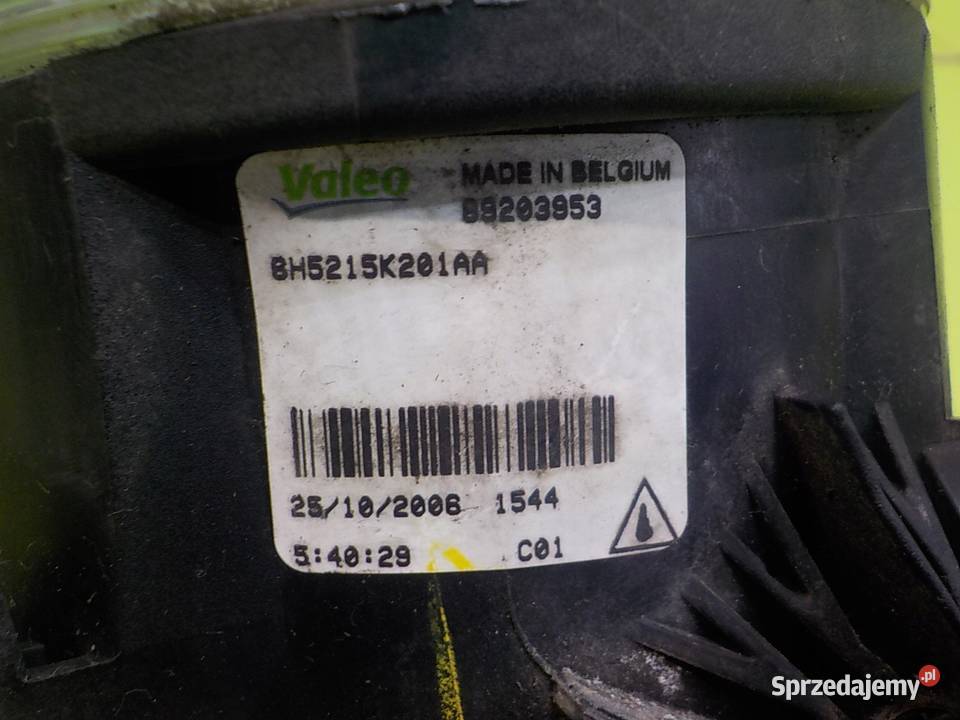 Valeo
MADE IN BELGIUM
89203953
6H5215K201AA
25/10/2006 1544
5:40:29 C01
Sprzedajemy.pl